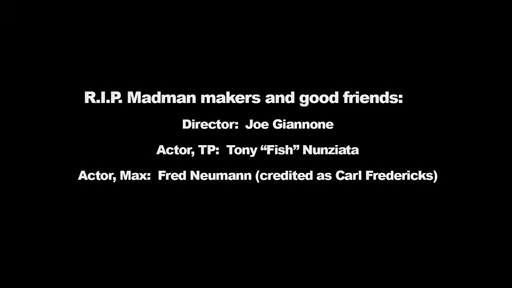 R.I.P. Madman makers and good friends:
Director: Joe Giannone
Actor, TP: Tony “Fish” Nunziata
Actor, Max: Fred Neumann (credited as Carl Fredericks)